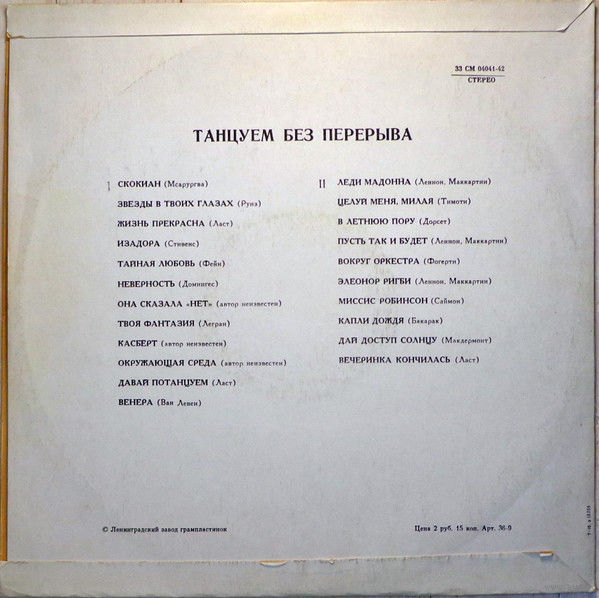 33 СМ 04041-42
СТЕРЕО
ТАНЦУЕМ БЕЗ ПЕРЕРЫВА
I
СКОКИАН (Мсарургва)
ЗВЕЗДЫ В ТВОИХ ГЛАЗАХ (Руиз)
ЖИЗНЬ ПРЕКРАСНА (Ласт)
ИЗАДОРА (Стивенс)
ТАЙНАЯ ЛЮБОВЬ (Фейн)
НЕВЕРНОСТЬ (Домингес)
ОНА СКАЗАЛА «НЕТ» (автор неизвестен)
ТВОЯ ФАНТАЗИЯ (Легран)
КАСБЕРТ (автор неизвестен)
ОКРУЖАЮЩАЯ СРЕДА (автор неизвестен)
ДАВАЙ ПОТАНЦУЕМ (Ласт)
ВЕНЕРА (Ван Левен)
II
ЛЕДИ МАДОННА (Леннон, Маккартни)
ЦЕЛУЙ МЕНЯ, МИЛАЯ (Тимоти)
В ЛЕТНЮЮ ПОРУ (Дорсет)
ПУСТЬ ТАК И БУДЕТ (Леннон, Маккартни)
ВОКРУГ ОРКЕСТРА (Фогерти)
ЭЛЕОНОР РИГБИ (Леннон, Маккартни)
МИССИС РОБИНСОН (Саймон)
КАПЛИ ДОЖДЯ (Бакарак)
ДАЙ ДОСТУП СОЛНЦУ (Макдермонт)
ВЕЧЕРИНКА КОНЧИЛАСЬ (Ласт)
© Ленинградский завод грампластинок
Цена 2 руб. 15 коп. Арт. 36-9